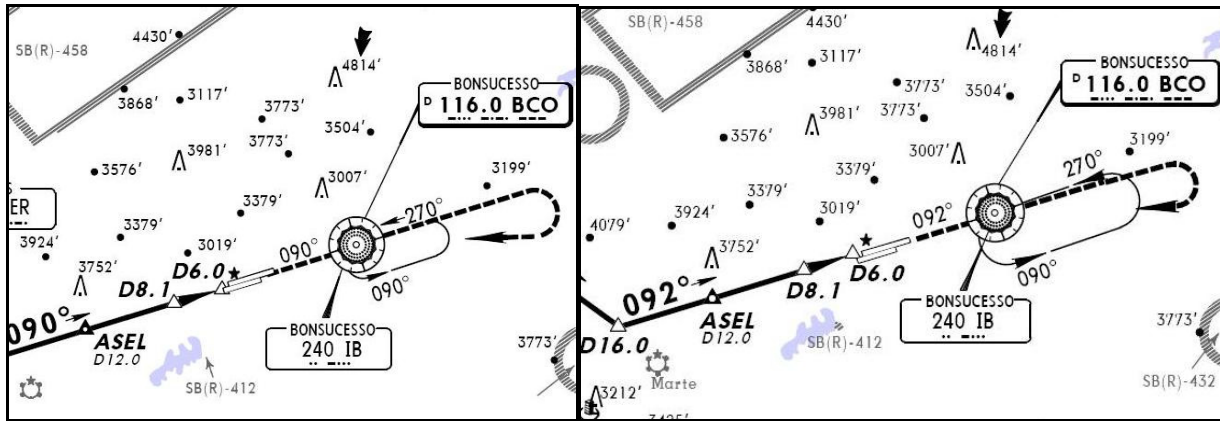 SB(R)-458
4430'
4814'
3868'
3117'
BONSUCESSO
D 116.0 BCO
3773'
3773'
3504'
3981'
3576'
3199'
3007'
ER
3379'
3379'
270°
3924'
3019'
090°
090°
3752'
D6.0
D8.1
090°
ASEL
D12.0
BONSUCESSO
240 IB
3773'
SB(R)-412
SB(R)-458
4430'
4814'
3868'
3117'
BONSUCESSO
D 116.0 BCO
3773'
3773'
3504'
3981'
3576'
3199'
3007'
3379'
270°
3379'
3924'
3019'
092°
4079'
3752'
D6.0
090°
D8.1
092°
ASEL
D12.0
BONSUCESSO
240 IB
D16.0
SB(R)-412
3773'
Marte
SB(R)-432
3212'